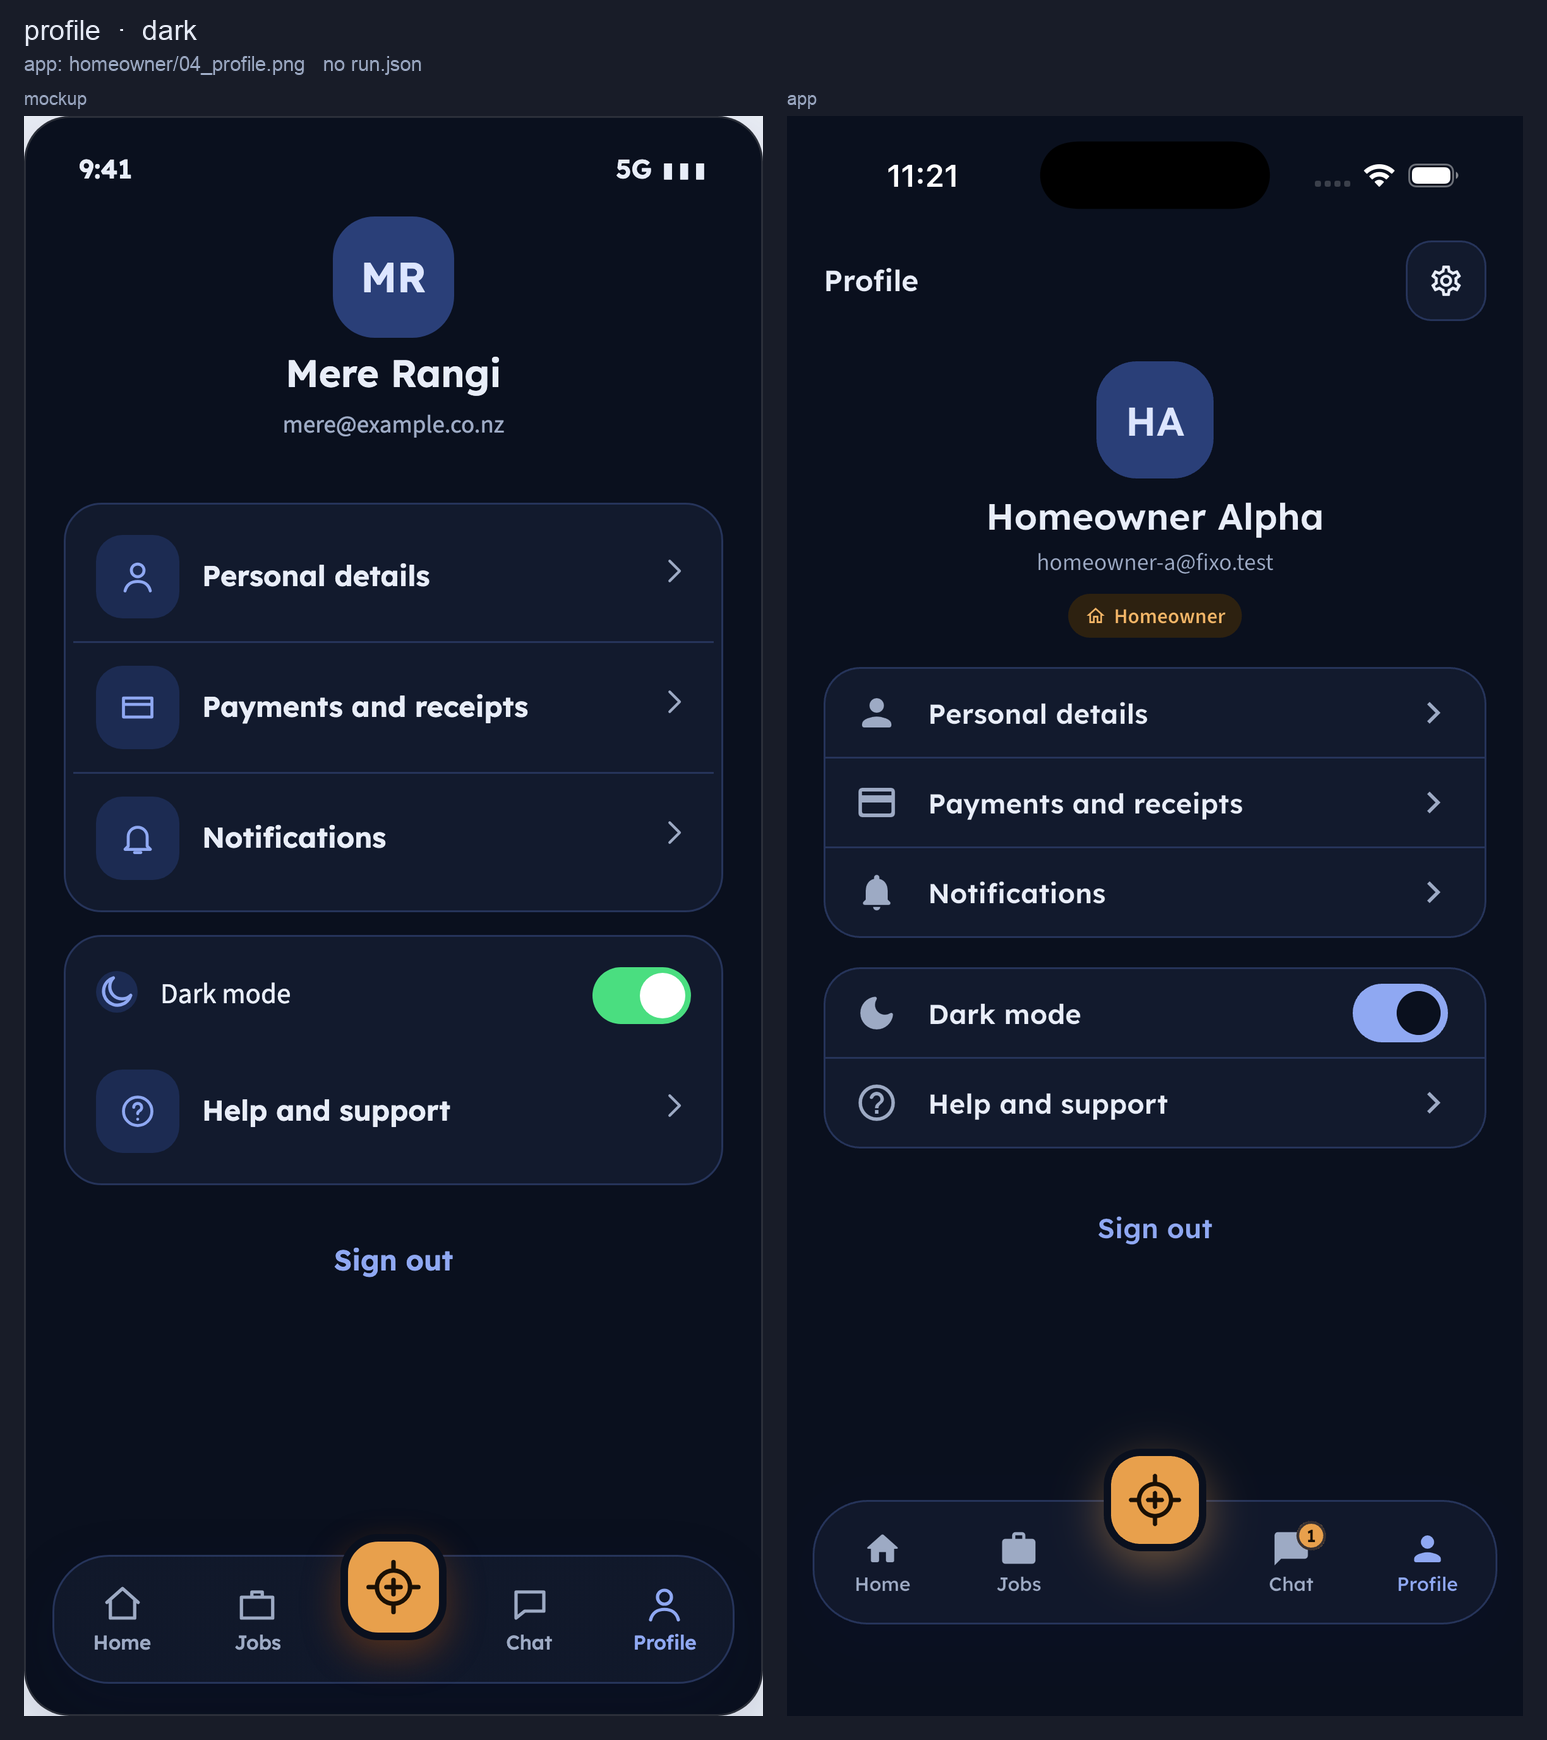 profile · dark
app: homeowner/04_profile.png no run.json
mockup
9:41
5G
MR
Mere Rangi
mere@example.co.nz
Personal details
Payments and receipts
Notifications
Dark mode
Help and support
Sign out
Home
Jobs
Chat
Profile
app
11:21
Profile
HA
Homeowner Alpha
homeowner-a@fixo.test
Homeowner
Personal details
Payments and receipts
Notifications
Dark mode
Help and support
Sign out
Home
Jobs
1
Chat
Profile